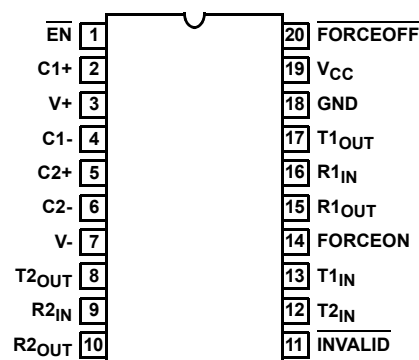 EN 1 20 FORCEOFF
C1+ 2 19 VCC
V+ 3 18 GND
C1- 4 17 T1OUT
C2+ 5 16 R1IN
C2- 6 15 R1OUT
V- 7 14 FORCEON
T2OUT 8 13 T1IN
R2IN 9 12 T2IN
R2OUT 10 11 INVALID